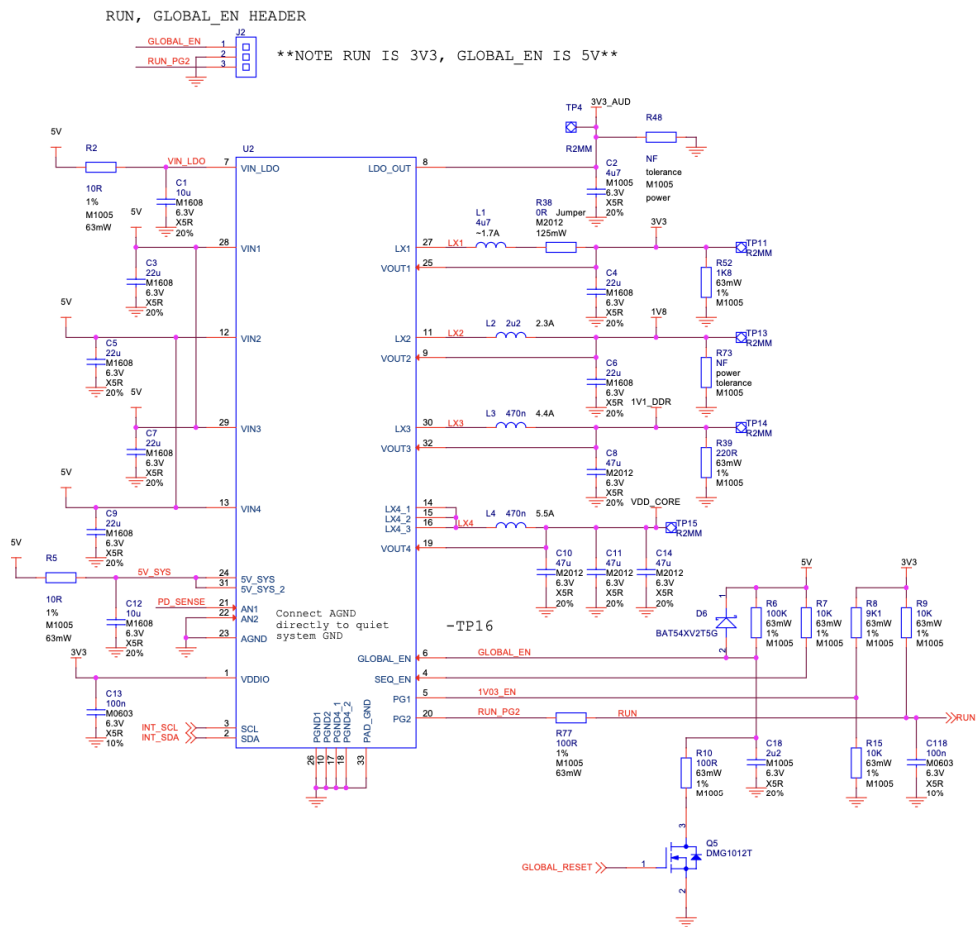 RUN, GLOBAL_EN HEADER
J2
GLOBAL_EN 1
2
RUN_PG2 3
**NOTE RUN IS 3V3, GLOBAL_EN IS 5V**
5V
R2
10R
1%
M1005
63mW
VIN_LDO
C1
10u
M1608
6.3V
X5R
20%
5V
C3
22u
M1608
6.3V
X5R
20%
5V
C5
22u
M1608
6.3V
X5R
20%
5V
C7
22u
M1608
6.3V
X5R
20%
5V
C9
22u
M1608
6.3V
X5R
20%
5V
R5
10R
1%
M1005
63mW
5V_SYS
C12
10u
M1608
6.3V
X5R
20%
PD_SENSE
3V3
C13
100n
M0603
6.3V
X5R
10%
INT_SCL
INT_SDA
U2
7 VIN_LDO
28 VIN1
12 VIN2
29 VIN3
13 VIN4
24 5V_SYS
31 5V_SYS_2
21 AN1
22 AN2
23 AGND
1 VDDIO
3 SCL
2 SDA
Connect AGND
directly to quiet
system GND
LDO_OUT 8
LX1 27 LX1
VOUT1 25
LX2 11 LX2
VOUT2 9
LX3 30 LX3
VOUT3 32
LX4_1 14
LX4_2 15
LX4_3 16 LX4
VOUT4 19
GLOBAL_EN 6 GLOBAL_EN
SEQ_EN 4
PG1 5 1V03_EN
PG2 20 RUN_PG2
PGND1 26
PGND2 10
PGND4_1 17
PGND4_2 18
PAD_GND 33
TP4
R2MM
3V3_AUD
R48
NF
tolerance
M1005
power
C2
4u7
M1005
6.3V
X5R
20%
L1
4u7
~1.7A
R38
0R Jumper
M2012
125mW
3V3
TP11
R2MM
R52
1K8
63mW
1%
M1005
C4
22u
M1608
6.3V
X5R
20%
L2 2u2 2.3A
1V8
TP13
R2MM
R73
NF
power
tolerance
M1005
C6
22u
M1608
6.3V
X5R
20%
L3 470n 4.4A
1V1_DDR
TP14
R2MM
R39
220R
63mW
1%
M1005
C8
47u
M2012
6.3V
X5R
20%
L4 470n 5.5A
VDD_CORE
TP15
R2MM
C10
47u
M2012
6.3V
X5R
20%
C11
47u
M2012
6.3V
X5R
20%
C14
47u
M2012
6.3V
X5R
20%
-TP16
1
D6
BAT54XV2T5G
2
5V
R6
100K
63mW
1%
M1005
R7
10K
63mW
1%
M1005
3V3
R8
9K1
63mW
1%
M1005
R9
10K
63mW
1%
M1005
R77
100R
1%
M1005
63mW
RUN
RUN
R10
100R
63mW
1%
M1005
C18
2u2
M1005
6.3V
X5R
20%
R15
10K
63mW
1%
M1005
C118
100n
M0603
6.3V
X5R
10%
GLOBAL_RESET
1
3
2
Q5
DMG1012T